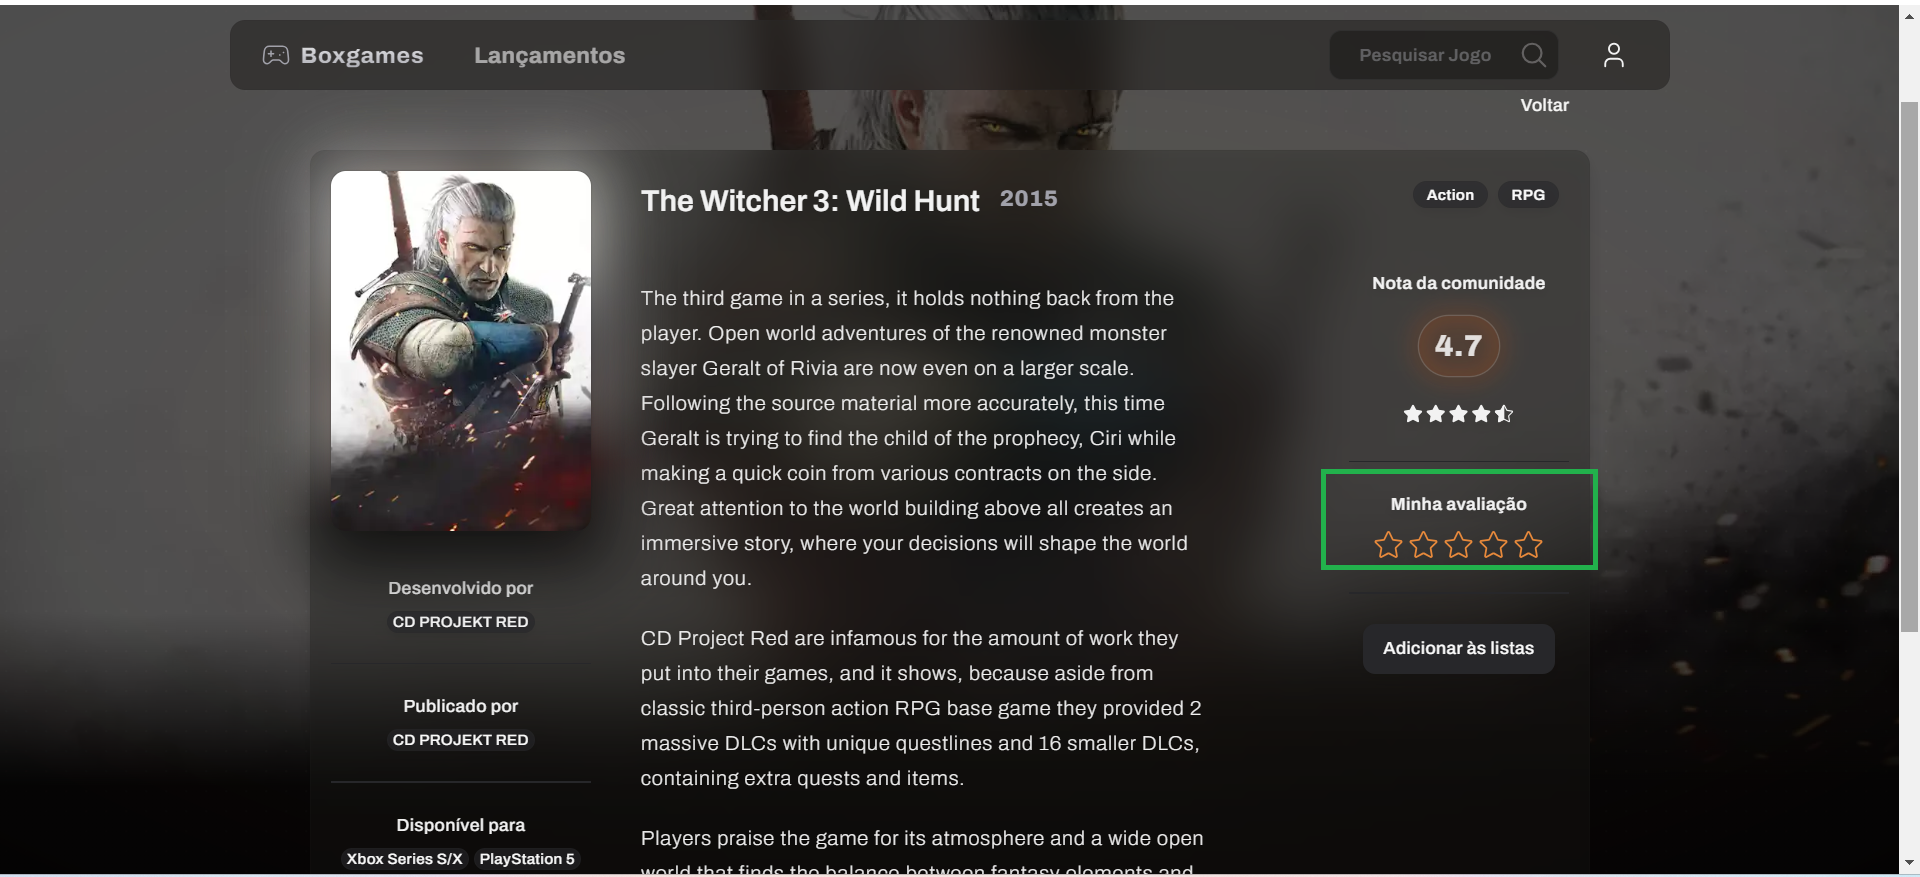 Boxgames
Lançamentos
Pesquisar Jogo
Voltar
The Witcher 3: Wild Hunt 2015
Action
RPG
The third game in a series, it holds nothing back from the
player. Open world adventures of the renowned monster
slayer Geralt of Rivia are now even on a larger scale.
Following the source material more accurately, this time
Geralt is trying to find the child of the prophecy, Ciri while
making a quick coin from various contracts on the side.
Great attention to the world building above all creates an
immersive story, where your decisions will shape the world
around you.
CD Project Red are infamous for the amount of work they
put into their games, and it shows, because aside from
classic third-person action RPG base game they provided 2
massive DLCs with unique questlines and 16 smaller DLCs,
containing extra quests and items.
Players praise the game for its atmosphere and a wide open
world that finds the balance between fantasy elements and
Nota da comunidade
4.7
Minha avaliação
Adicionar às listas
Desenvolvido por
CD PROJEKT RED
Publicado por
CD PROJEKT RED
Disponível para
Xbox Series S/X
PlayStation 5